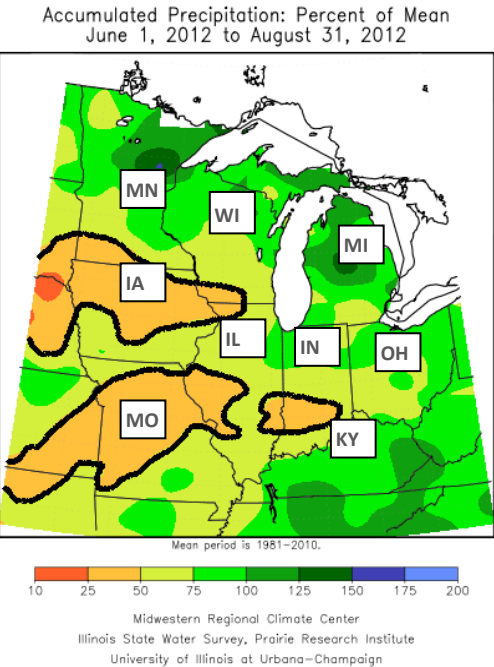 Accumulated Precipitation: Percent of Mean
June 1, 2012 to August 31, 2012
MN
WI
MI
IA
IL
IN
OH
MO
KY
Mean period is 1981-2010.
10 25 50 75 100 125 150 175 200
Midwestern Regional Climate Center
Illinois State Water Survey, Prairie Research Institute
University of Illinois at Urbana-Champaign